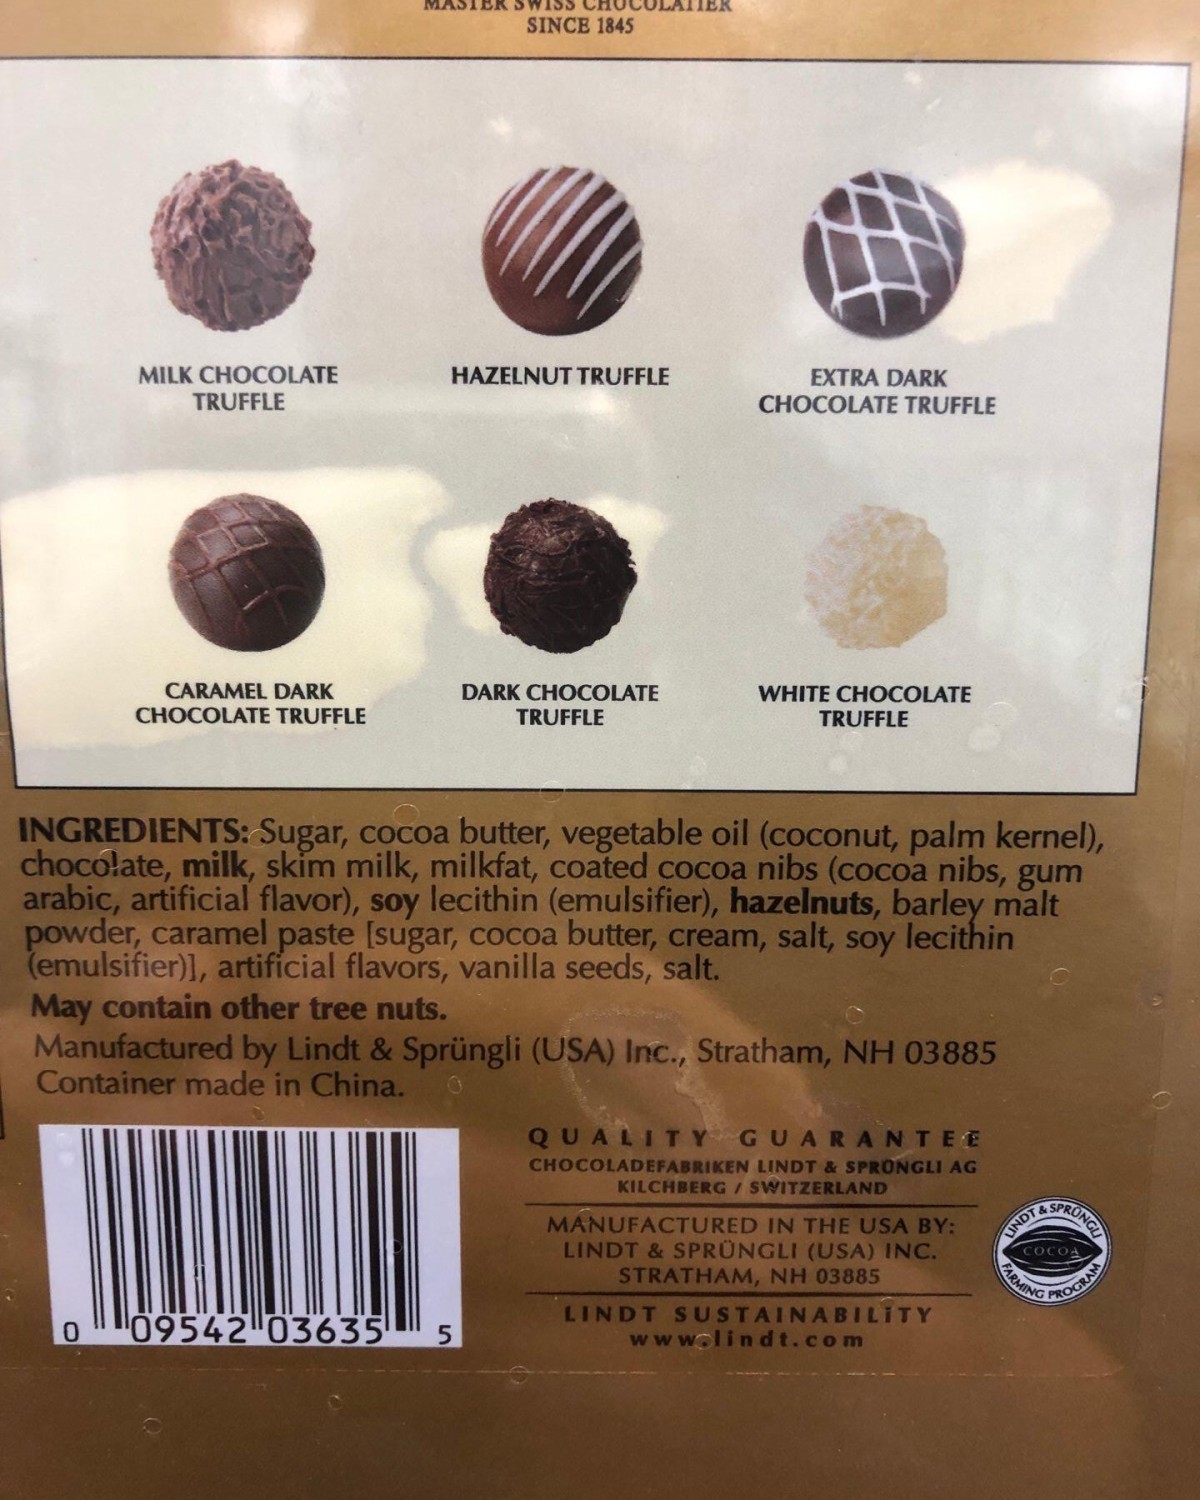 MASTER SWISS CHOCOLATIER
SINCE 1845
MILK CHOCOLATE
TRUFFLE
HAZELNUT TRUFFLE
EXTRA DARK
CHOCOLATE TRUFFLE
CARAMEL DARK
CHOCOLATE TRUFFLE
DARK CHOCOLATE
TRUFFLE
WHITE CHOCOLATE
TRUFFLE
INGREDIENTS: Sugar, cocoa butter, vegetable oil (coconut, palm kernel),
chocolate, milk, skim milk, milkfat, coated cocoa nibs (cocoa nibs, gum
arabic, artificial flavor), soy lecithin (emulsifier), hazelnuts, barley malt
powder, caramel paste [sugar, cocoa butter, cream, salt, soy lecithin
(emulsifier)], artificial flavors, vanilla seeds, salt.
May contain other tree nuts.
Manufactured by Lindt & Sprüngli (USA) Inc., Stratham, NH 03885
Container made in China.
0 09542 03635 5
QUALITY GUARANTEE
CHOCOLADEFABRIKEN LINDT & SPRÜNGLI AG
KILCHBERG / SWITZERLAND
MANUFACTURED IN THE USA BY:
LINDT & SPRÜNGLI (USA) INC.
STRATHAM, NH 03885
LINDT SUSTAINABILITY
www.lindt.com
LINDT & SPRÜNGLI
COCOA
FARMING PROGRAM